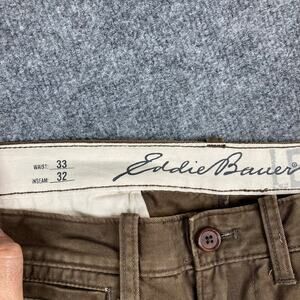 WAIST: 33
INSEAM: 32
Eddie Bauer